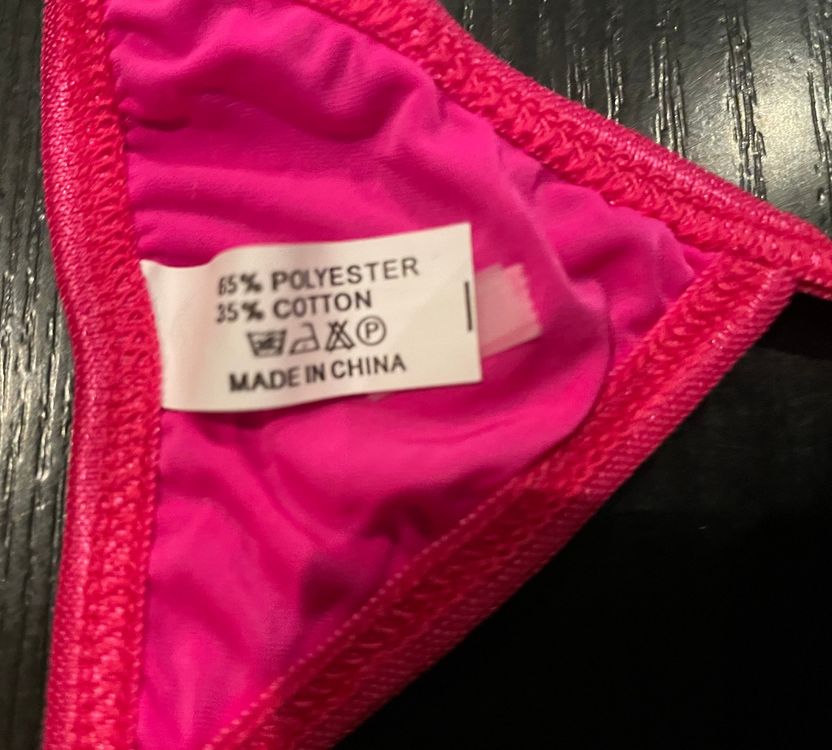 65% POLYESTER
35% COTTON
P
MADE IN CHINA